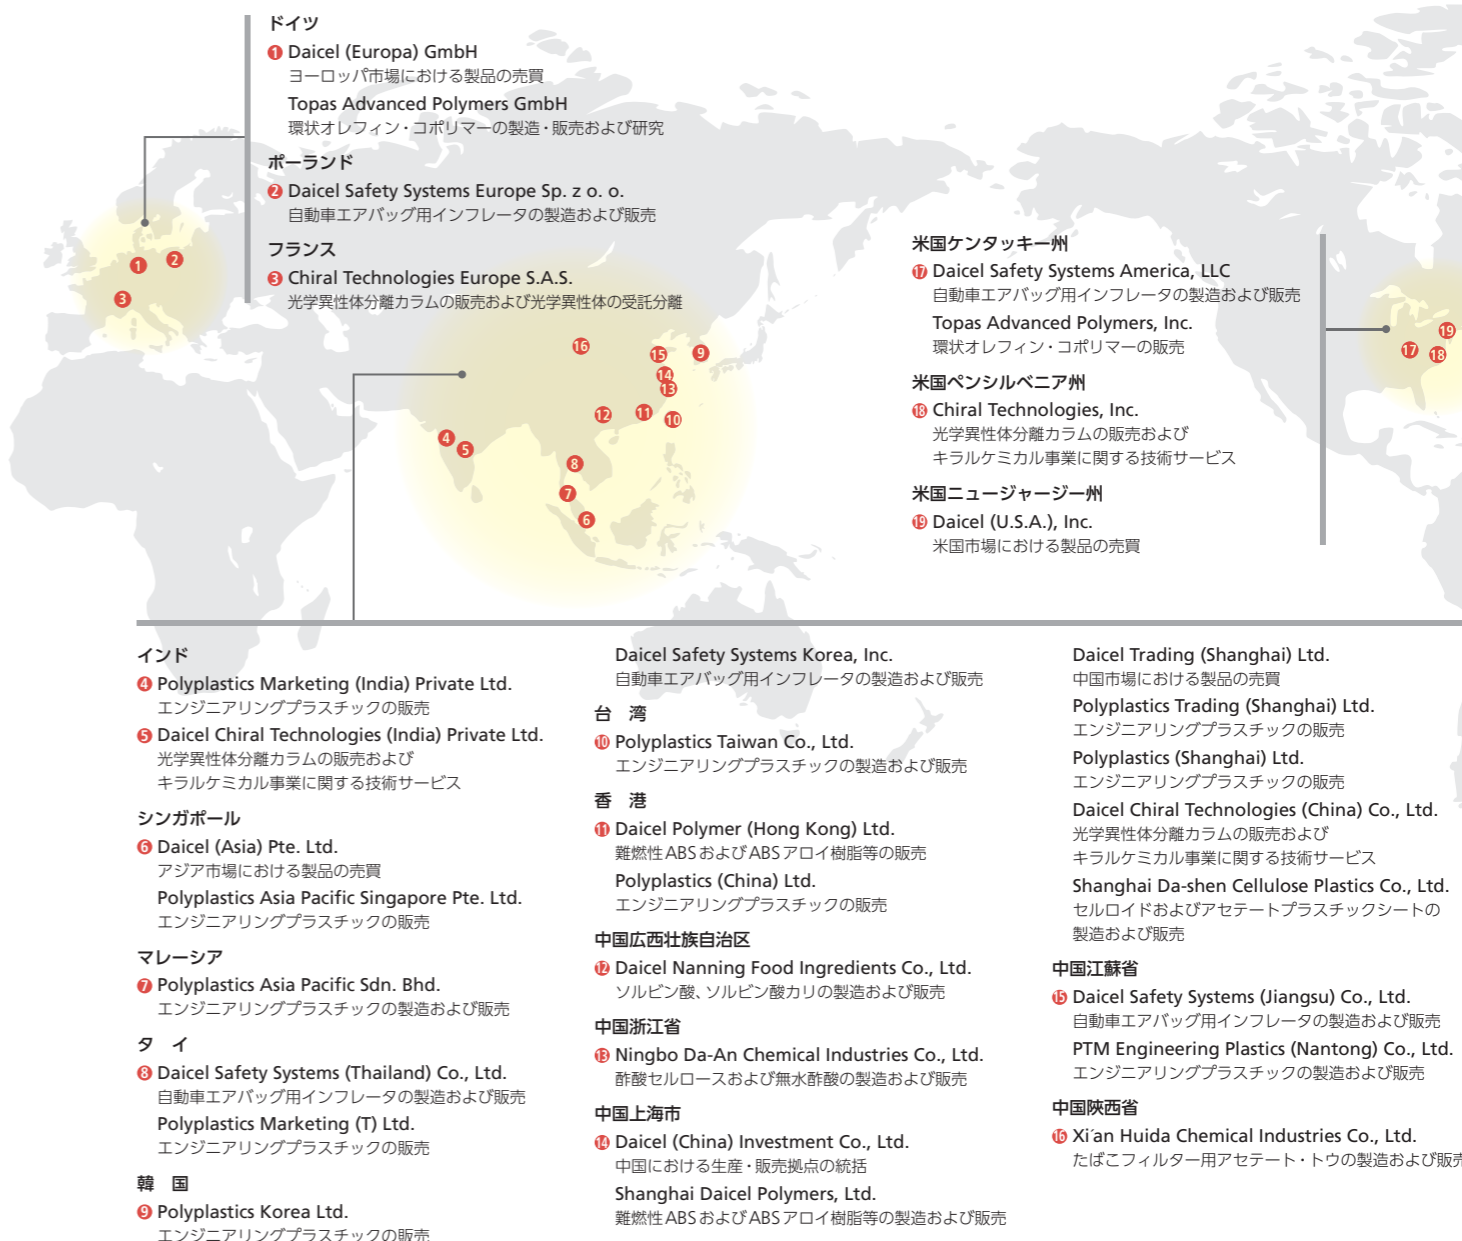 ドイツ
❶ Daicel (Europa) GmbH
ヨーロッパ市場における製品の売買
Topas Advanced Polymers GmbH
環状オレフィン・コポリマーの製造・販売および研究
ポーランド
❷ Daicel Safety Systems Europe Sp. z o. o.
自動車エアバッグ用インフレータの製造および販売
フランス
❸ Chiral Technologies Europe S.A.S.
光学異性体分離カラムの販売および光学異性体の受託分離
米国ケンタッキー州
⓱ Daicel Safety Systems America, LLC
自動車エアバッグ用インフレータの製造および販売
Topas Advanced Polymers, Inc.
環状オレフィン・コポリマーの販売
米国ペンシルベニア州
⓲ Chiral Technologies, Inc.
光学異性体分離カラムの販売および
キラルケミカル事業に関する技術サービス
米国ニュージャージー州
⓳ Daicel (U.S.A.), Inc.
米国市場における製品の売買
❶
❷
❸
⓰
⓯
❾
⓮
⓭
⓬
⓫
❿
❹
❺
❽
❼
❻
⓳
⓱
⓲
インド
❹ Polyplastics Marketing (India) Private Ltd.
エンジニアリングプラスチックの販売
❺ Daicel Chiral Technologies (India) Private Ltd.
光学異性体分離カラムの販売および
キラルケミカル事業に関する技術サービス
シンガポール
❻ Daicel (Asia) Pte. Ltd.
アジア市場における製品の売買
Polyplastics Asia Pacific Singapore Pte. Ltd.
エンジニアリングプラスチックの販売
マレーシア
❼ Polyplastics Asia Pacific Sdn. Bhd.
エンジニアリングプラスチックの製造および販売
タ　イ
❽ Daicel Safety Systems (Thailand) Co., Ltd.
自動車エアバッグ用インフレータの製造および販売
Polyplastics Marketing (T) Ltd.
エンジニアリングプラスチックの販売
韓　国
❾ Polyplastics Korea Ltd.
エンジニアリングプラスチックの販売
Daicel Safety Systems Korea, Inc.
自動車エアバッグ用インフレータの製造および販売
台　湾
❿ Polyplastics Taiwan Co., Ltd.
エンジニアリングプラスチックの製造および販売
香　港
⓫ Daicel Polymer (Hong Kong) Ltd.
難燃性ABSおよびABSアロイ樹脂等の販売
Polyplastics (China) Ltd.
エンジニアリングプラスチックの販売
中国広西壮族自治区
⓬ Daicel Nanning Food Ingredients Co., Ltd.
ソルビン酸、ソルビン酸カリの製造および販売
中国浙江省
⓭ Ningbo Da-An Chemical Industries Co., Ltd.
酢酸セルロースおよび無水酢酸の製造および販売
中国上海市
⓮ Daicel (China) Investment Co., Ltd.
中国における生産・販売拠点の統括
Shanghai Daicel Polymers, Ltd.
難燃性ABSおよびABSアロイ樹脂等の製造および販売
Daicel Trading (Shanghai) Ltd.
中国市場における製品の売買
Polyplastics Trading (Shanghai) Ltd.
エンジニアリングプラスチックの販売
Polyplastics (Shanghai) Ltd.
エンジニアリングプラスチックの販売
Daicel Chiral Technologies (China) Co., Ltd.
光学異性体分離カラムの販売および
キラルケミカル事業に関する技術サービス
Shanghai Da-shen Cellulose Plastics Co., Ltd.
セルロイドおよびアセテートプラスチックシートの
製造および販売
中国江蘇省
⓯ Daicel Safety Systems (Jiangsu) Co., Ltd.
自動車エアバッグ用インフレータの製造および販売
PTM Engineering Plastics (Nantong) Co., Ltd.
エンジニアリングプラスチックの製造および販売
中国陝西省
⓰ Xi´an Huida Chemical Industries Co., Ltd.
たばこフィルター用アセテート・トウの製造および販売